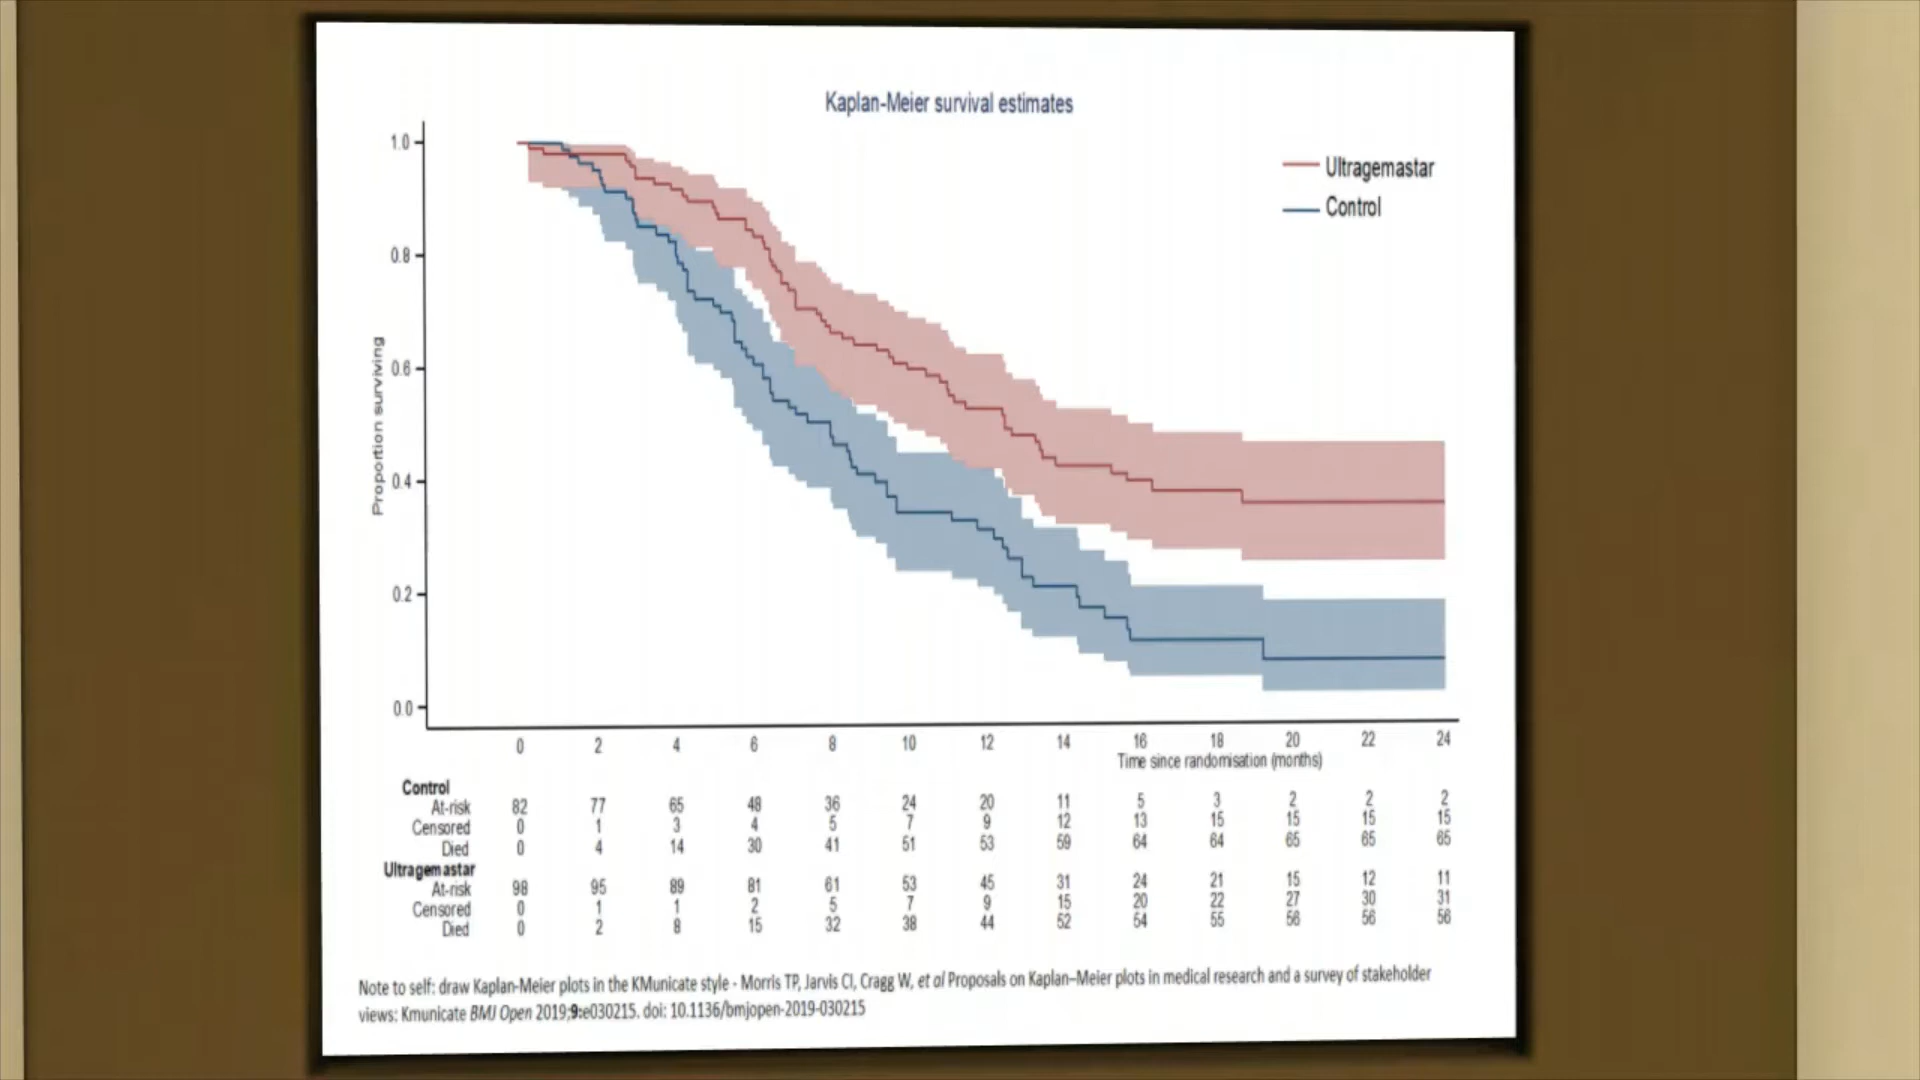 Kaplan-Meier survival estimates
Ultragemastar
Control
Proportion surviving
1.0
0.8
0.6
0.4
0.2
0.0
0 2 4 6 8 10 12 14 16 18 20 22 24
Time since randomisation (months)
Control
At-risk 82 77 65 48 36 24 20 11 5 3 2 2 2
Censored 0 1 3 4 5 7 9 12 13 15 15 15 15
Died 0 4 14 30 41 51 53 59 64 64 65 65 65
Ultragemastar
At-risk 98 95 89 81 61 53 45 31 24 21 15 12 11
Censored 0 1 1 2 5 7 9 15 20 22 27 30 31
Died 0 2 8 15 32 38 44 52 54 55 56 56 56
Note to self: draw Kaplan-Meier plots in the KMunicate style - Morris TP, Jarvis CI, Cragg W, et al Proposals on Kaplan–Meier plots in medical research and a survey of stakeholder
views: Kmunicate BMJ Open 2019;9:e030215. doi: 10.1136/bmjopen-2019-030215